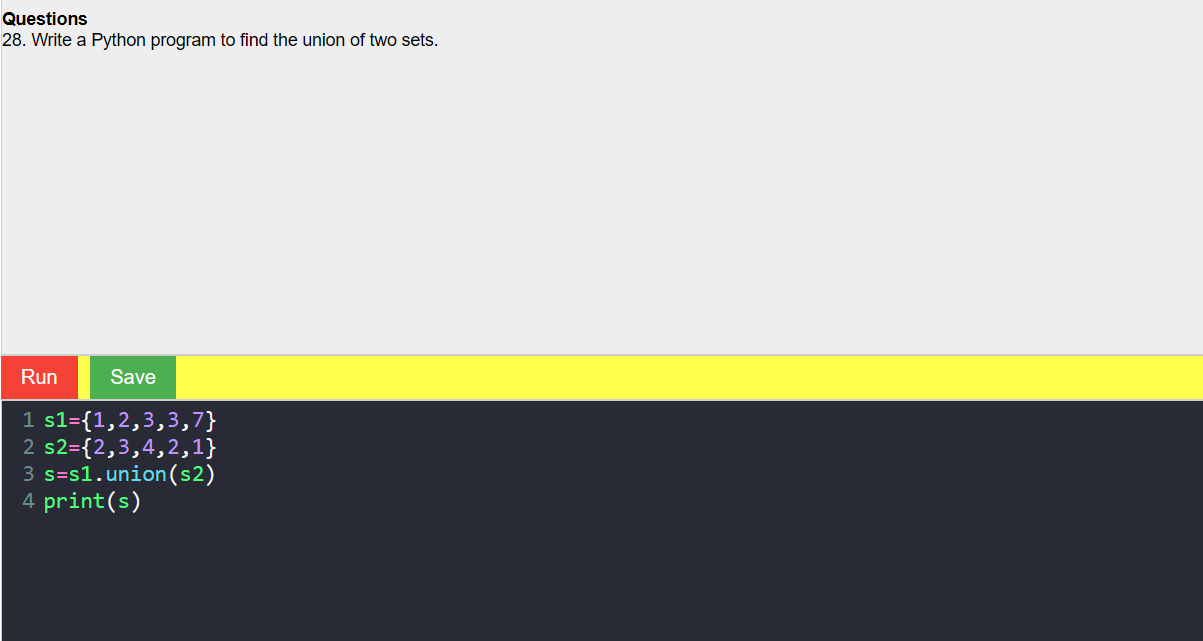 Questions
28. Write a Python program to find the union of two sets.
Run Save
1 s1={1,2,3,3,7}
2 s2={2,3,4,2,1}
3 s=s1.union(s2)
4 print(s)